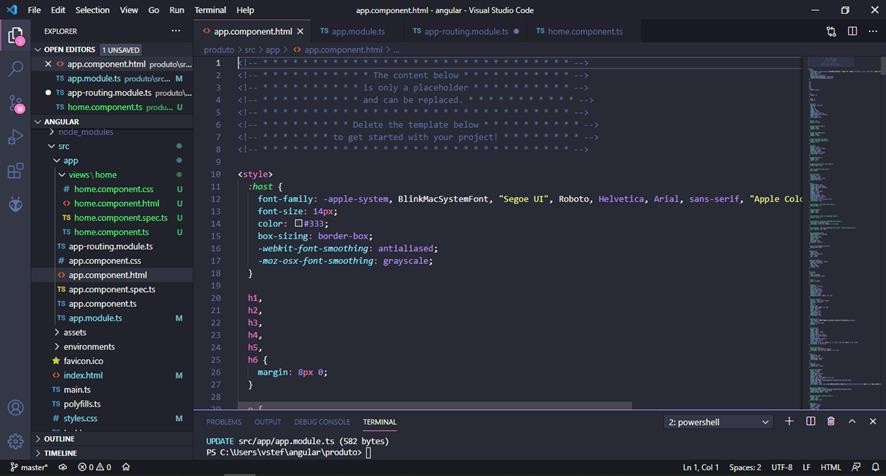 File Edit Selection View Go Run Terminal Help
app.component.html - angular - Visual Studio Code
EXPLORER
OPEN EDITORS 1 UNSAVED
app.component.html produto\sr...
TS app.module.ts produto\src... M
TS app-routing.module.ts produ...
TS home.component.ts produ... U
ANGULAR
node_modules
src
app
views\home
# home.component.css U
<> home.component.html U
TS home.component.spec.ts U
TS home.component.ts U
TS app-routing.module.ts
# app.component.css
<> app.component.html
TS app.component.spec.ts
TS app.component.ts
TS app.module.ts M
assets
environments
favicon.ico
<> index.html M
TS main.ts
TS polyfills.ts
# styles.css M
OUTLINE
TIMELINE
<> app.component.html
TS app.module.ts
TS app-routing.module.ts
TS home.component.ts
produto > src > app > <> app.component.html > ...
1 <!-- * * * * * * * * * * * * * * * * * * * * * * * * * * * * * * * -->
2 <!-- * * * * * * * * * * * The content below * * * * * * * * * * * -->
3 <!-- * * * * * * * * * * is only a placeholder * * * * * * * * * * -->
4 <!-- * * * * * * * * * * and can be replaced. * * * * * * * * * * * -->
5 <!-- * * * * * * * * * * * * * * * * * * * * * * * * * * * * * * * -->
6 <!-- * * * * * * * * * Delete the template below * * * * * * * * * * -->
7 <!-- * * * * * * * to get started with your project! * * * * * * * * -->
8 <!-- * * * * * * * * * * * * * * * * * * * * * * * * * * * * * * * -->
9
10 <style>
11 :host {
12 font-family: -apple-system, BlinkMacSystemFont, "Segoe UI", Roboto, Helvetica, Arial, sans-serif, "Apple Colo
13 font-size: 14px;
14 color: #333;
15 box-sizing: border-box;
16 -webkit-font-smoothing: antialiased;
17 -moz-osx-font-smoothing: grayscale;
18 }
19
20 h1,
21 h2,
22 h3,
23 h4,
24 h5,
25 h6 {
26 margin: 8px 0;
27 }
28
29 p {
PROBLEMS OUTPUT DEBUG CONSOLE TERMINAL
2: powershell
UPDATE src/app/app.module.ts (582 bytes)
PS C:\Users\vstef\angular\produto>
master* 0 0
Ln 1, Col 1 Spaces: 2 UTF-8 LF HTML